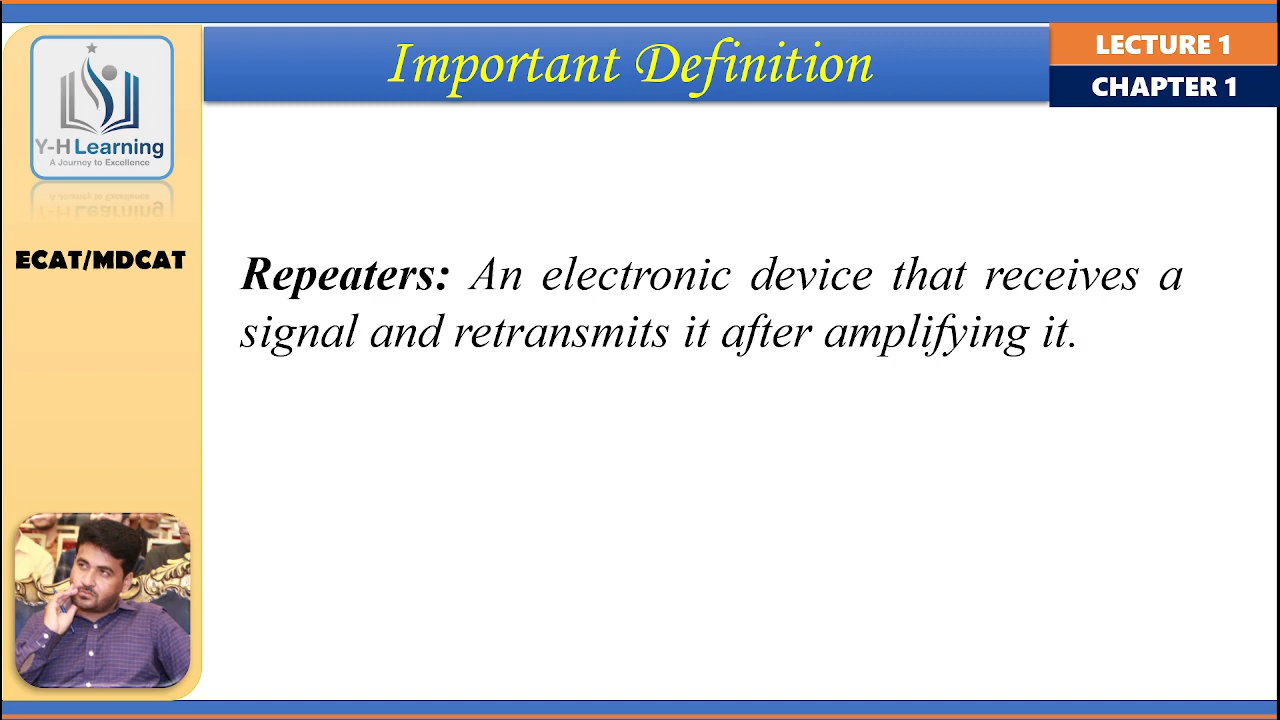 Important Definition
LECTURE 1
CHAPTER 1
Y-H Learning
A Journey to Excellence
ECAT/MDCAT
Repeaters: An electronic device that receives a
signal and retransmits it after amplifying it.